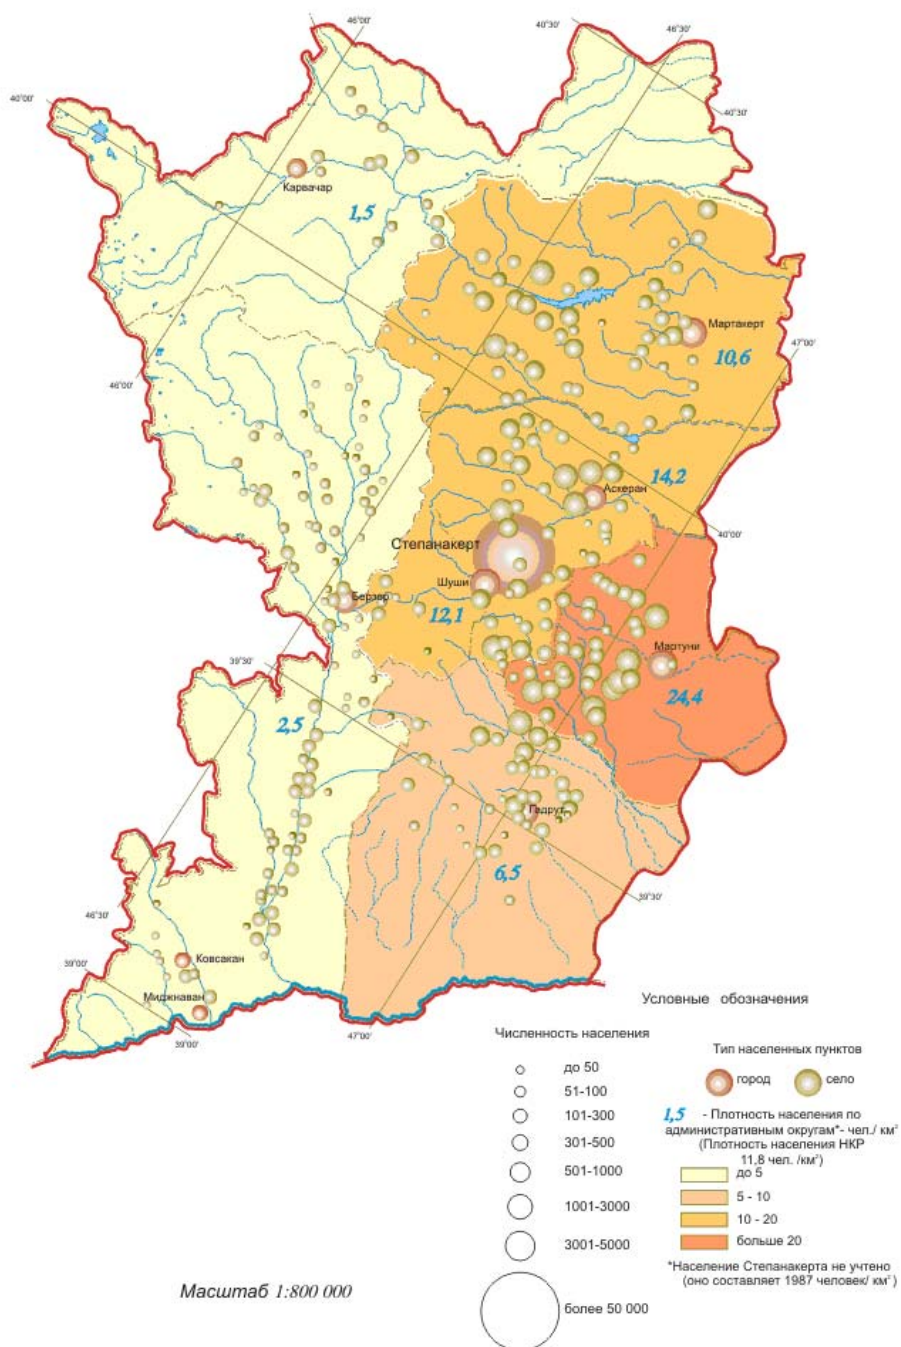 46°00'
40°30'
46°30'
40°00'
40°30'
Карвачар
1,5
Мартакерт
10,6
47°00'
46°00'
14,2
Аскеран
40°00'
Степанакерт
Шуши
Бердзор
12,1
Мартуни
39°30'
24,4
2,5
Гадрут
6,5
39°30'
46°30'
Ковсакан
39°00'
Миджнаван
39°00'
47°00'
Условные обозначения
Численность населения
до 50
51-100
101-300
301-500
501-1000
1001-3000
3001-5000
более 50 000
Тип населенных пунктов
город
село
1,5 - Плотность населения по
административным округам*- чел./ км²
(Плотность населения НКР
11,8 чел. /км²)
до 5
5 - 10
10 - 20
больше 20
*Население Степанакерта не учтено
(оно составляет 1987 человек/ км²)
Масштаб 1:800 000